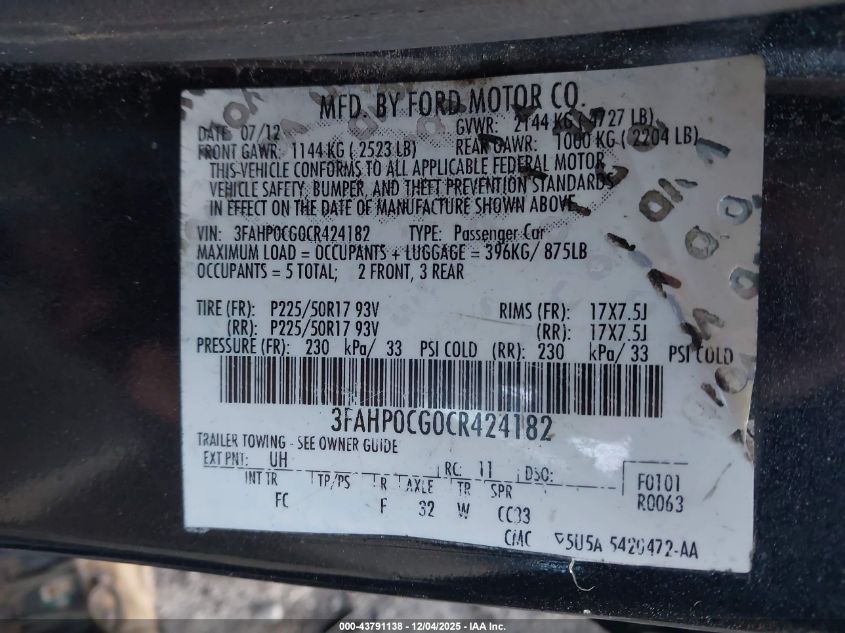 MFD. BY FORD MOTOR CO.
DATE 07/12 GVWR: 2144 KG (4727 LB)
FRONT GAWR: 1144 KG (2523 LB) REAR GAWR: 1000 KG (2204 LB)
THIS VEHICLE CONFORMS TO ALL APPLICABLE FEDERAL MOTOR
VEHICLE SAFETY, BUMPER, AND THEFT PREVENTION STANDARDS
IN EFFECT ON THE DATE OF MANUFACTURE SHOWN ABOVE.
VIN: 3FAHP0CG0CR424182 TYPE: Passenger Car
MAXIMUM LOAD = OCCUPANTS + LUGGAGE = 396KG/ 875LB
OCCUPANTS = 5 TOTAL; 2 FRONT, 3 REAR
TIRE (FR): P225/50R17 93V RIMS (FR): 17X7.5J
(RR): P225/50R17 93V (RR): 17X7.5J
PRESSURE (FR): 230 kPa/ 33 PSI COLD (RR): 230 kPa/ 33 PSI COLD
3FAHP0CG0CR424182
TRAILER TOWING - SEE OWNER GUIDE
EXT PNT: UH RC: 11 DSO: F0101
INT TR TP/PS R AXLE TR SPR R0063
FC F 32 W CC33
CMC 5U5A 5420472-AA
000-43791138 - 12/04/2025 - IAA Inc.